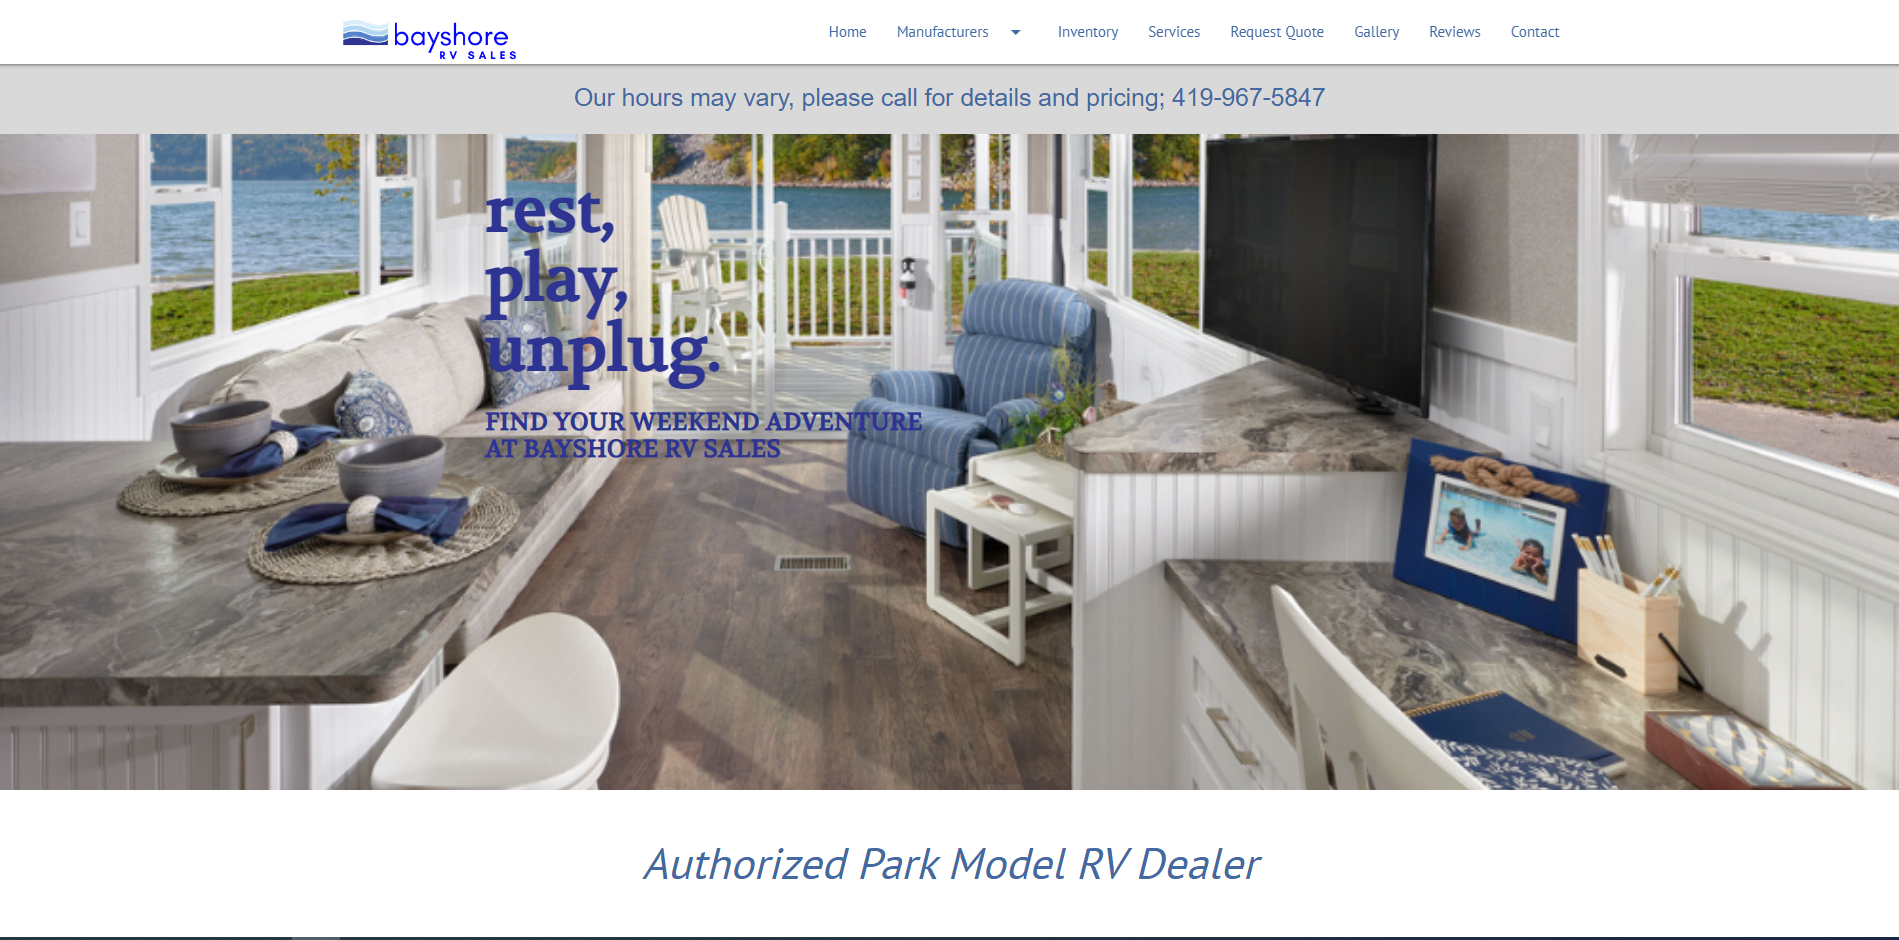 bayshore
RV SALES
Home Manufacturers Inventory Services Request Quote Gallery Reviews Contact
Our hours may vary, please call for details and pricing; 419-967-5847
rest,
play,
unplug.
FIND YOUR WEEKEND ADVENTURE
AT BAYSHORE RV SALES
Authorized Park Model RV Dealer